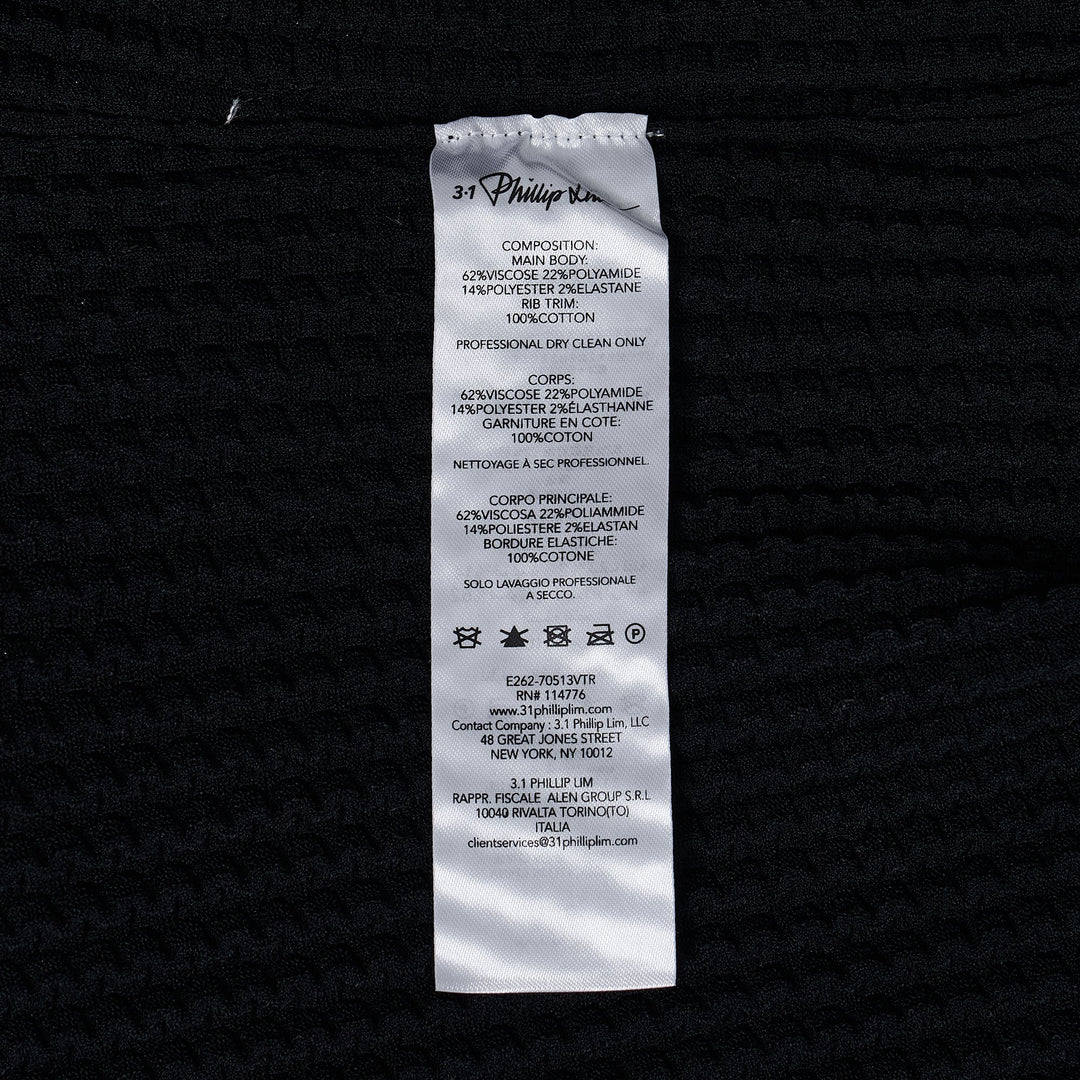 3.1 Phillip Lim
COMPOSITION:
MAIN BODY:
62%VISCOSE 22%POLYAMIDE
14%POLYESTER 2%ELASTANE
RIB TRIM:
100%COTTON
PROFESSIONAL DRY CLEAN ONLY
CORPS:
62%VISCOSE 22%POLYAMIDE
14%POLYESTER 2%ÉLASTHANNE
GARNITURE EN COTE:
100%COTON
NETTOYAGE À SEC PROFESSIONNEL.
CORPO PRINCIPALE:
62%VISCOSA 22%POLIAMMIDE
14%POLIESTERE 2%ELASTAN
BORDURE ELASTICHE:
100%COTONE
SOLO LAVAGGIO PROFESSIONALE
A SECCO.
P
E262-70513VTR
RN# 114776
www.31philliplim.com
Contact Company : 3.1 Phillip Lim, LLC
48 GREAT JONES STREET
NEW YORK, NY 10012
3.1 PHILLIP LIM
RAPPR. FISCALE ALEN GROUP S.R.L
10040 RIVALTA TORINO(TO)
ITALIA
clientservices@31philliplim.com